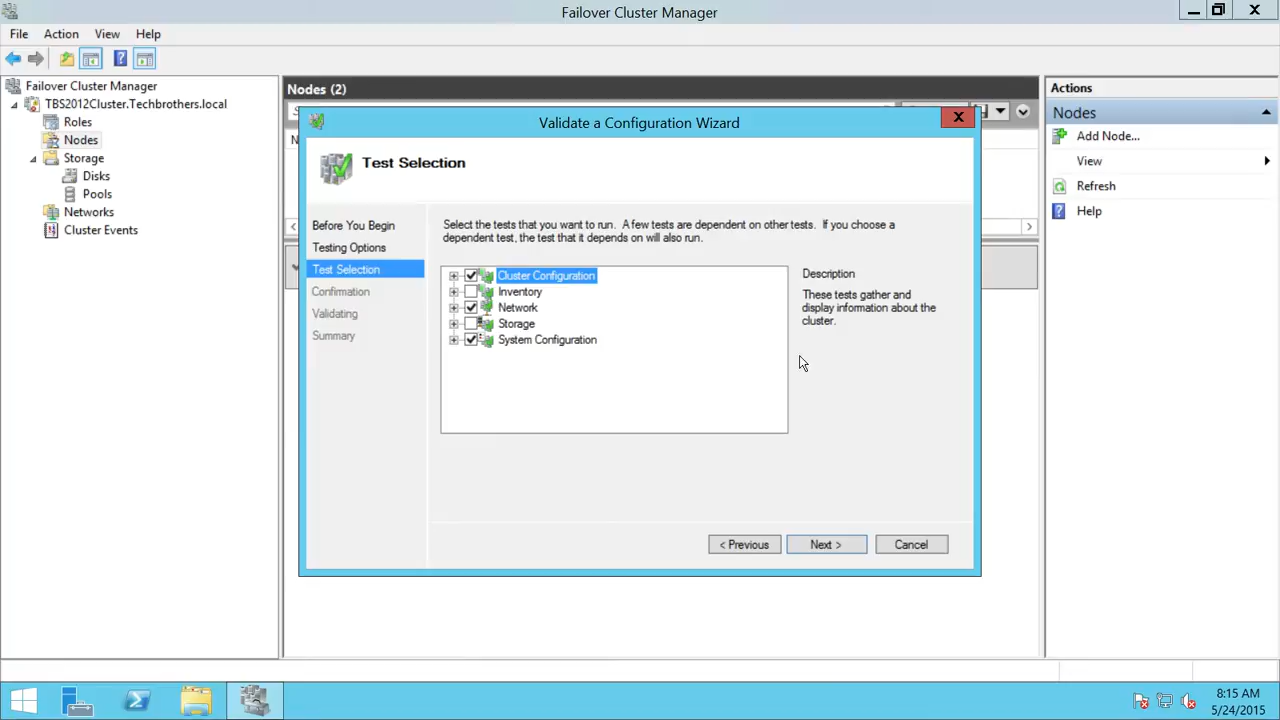 Failover Cluster Manager
File Action View Help
Failover Cluster Manager
TBS2012Cluster.Techbrothers.local
Roles
Nodes
Storage
Disks
Pools
Networks
Cluster Events
Nodes (2)
Validate a Configuration Wizard
Test Selection
Before You Begin
Testing Options
Test Selection
Confirmation
Validating
Summary
Select the tests that you want to run. A few tests are dependent on other tests. If you choose a
dependent test, the test that it depends on will also run.
Cluster Configuration
Inventory
Network
Storage
System Configuration
Description
These tests gather and
display information about the
cluster.
< Previous
Next >
Cancel
Actions
Nodes
Add Node...
View
Refresh
Help
8:15 AM
5/24/2015